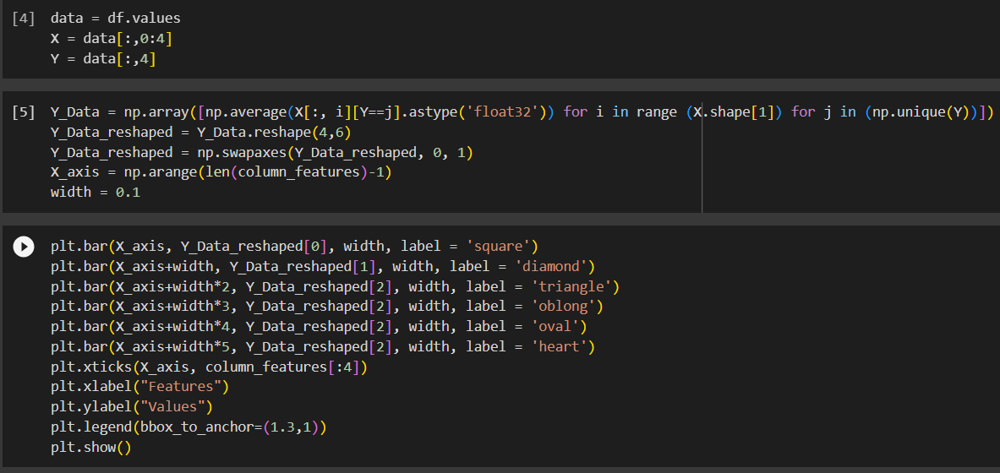 [4] data = df.values
X = data[:,0:4]
Y = data[:,4]
[5] Y_Data = np.array([np.average(X[:, i][Y==j].astype('float32')) for i in range (X.shape[1]) for j in (np.unique(Y))])
Y_Data_reshaped = Y_Data.reshape(4,6)
Y_Data_reshaped = np.swapaxes(Y_Data_reshaped, 0, 1)
X_axis = np.arange(len(column_features)-1)
width = 0.1
plt.bar(X_axis, Y_Data_reshaped[0], width, label = 'square')
plt.bar(X_axis+width, Y_Data_reshaped[1], width, label = 'diamond')
plt.bar(X_axis+width*2, Y_Data_reshaped[2], width, label = 'triangle')
plt.bar(X_axis+width*3, Y_Data_reshaped[2], width, label = 'oblong')
plt.bar(X_axis+width*4, Y_Data_reshaped[2], width, label = 'oval')
plt.bar(X_axis+width*5, Y_Data_reshaped[2], width, label = 'heart')
plt.xticks(X_axis, column_features[:4])
plt.xlabel("Features")
plt.ylabel("Values")
plt.legend(bbox_to_anchor=(1.3,1))
plt.show()